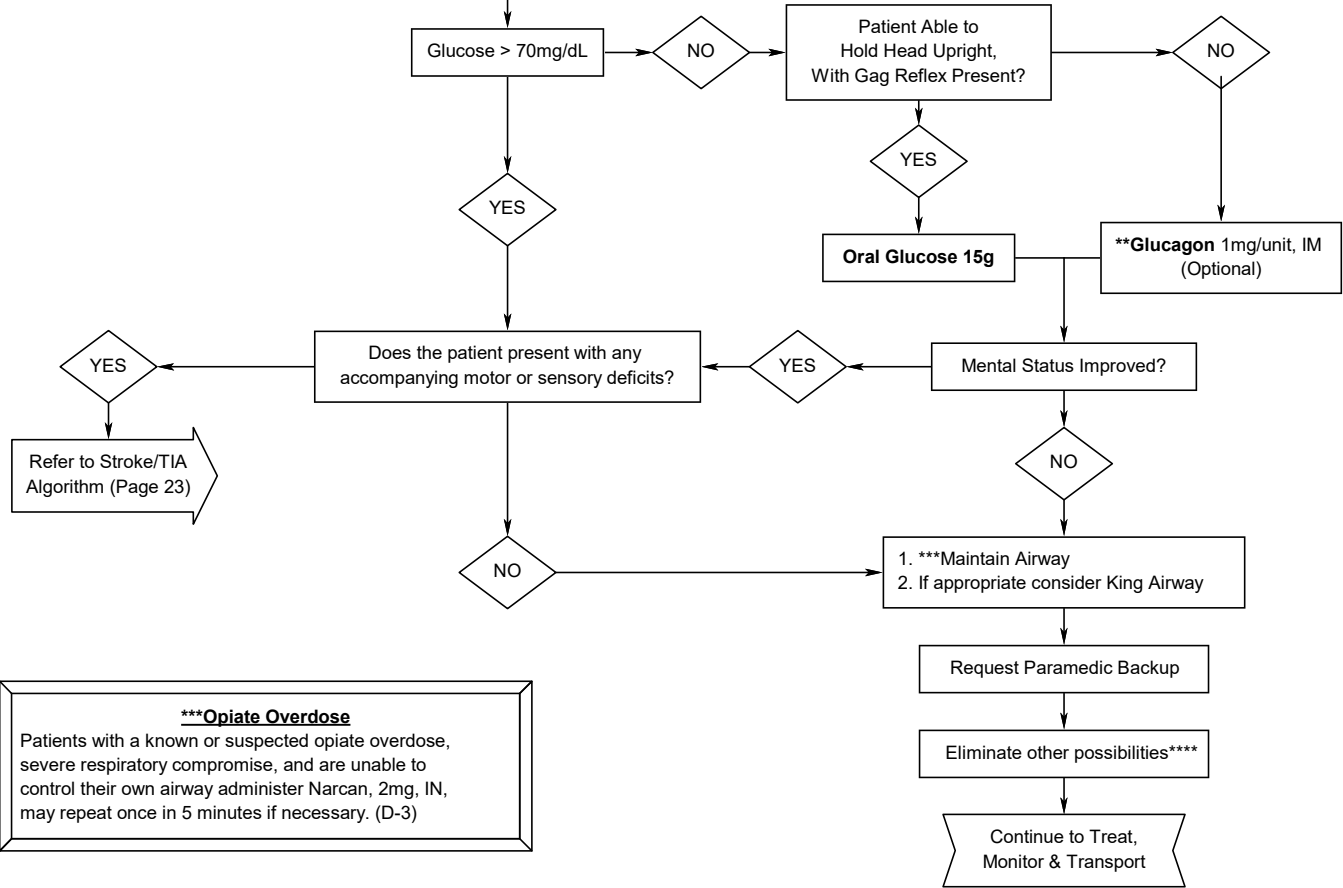 Glucose > 70mg/dL
NO
Patient Able to
Hold Head Upright,
With Gag Reflex Present?
NO
YES
YES
Oral Glucose 15g
**Glucagon 1mg/unit, IM
(Optional)
YES
Does the patient present with any
accompanying motor or sensory deficits?
YES
Mental Status Improved?
Refer to Stroke/TIA
Algorithm (Page 23)
NO
NO
1. ***Maintain Airway
2. If appropriate consider King Airway
Request Paramedic Backup
***Opiate Overdose
Patients with a known or suspected opiate overdose,
severe respiratory compromise, and are unable to
control their own airway administer Narcan, 2mg, IN,
may repeat once in 5 minutes if necessary. (D-3)
Eliminate other possibilities****
Continue to Treat,
Monitor & Transport